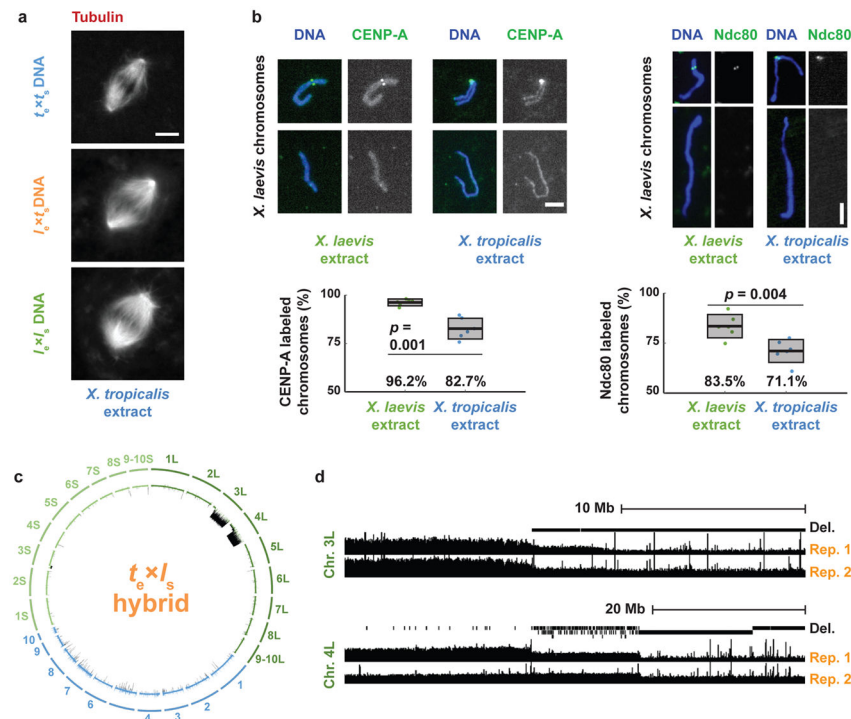 a
Tubulin
te×ts DNA
le×ts DNA
le×ls DNA
X. tropicalis
extract
b
DNA CENP-A DNA CENP-A
X. laevis chromosomes
X. laevis
extract
X. tropicalis
extract
DNA Ndc80 DNA Ndc80
X. laevis chromosomes
X. laevis
extract
X. tropicalis
extract
CENP-A labeled
chromosomes (%)
100
75
50
p =
0.001
96.2% 82.7%
X. laevis
extract
X. tropicalis
extract
Ndc80 labeled
chromosomes (%)
100
75
50
p = 0.004
83.5% 71.1%
X. laevis
extract
X. tropicalis
extract
c
1L
2L
3L
4L
5L
6L
7L
8L
9-10L
1
2
3
4
6
7
8
9
10
1S
2S
3S
4S
5S
6S
7S
8S
9-10S
te×ls
hybrid
d
10 Mb
Chr. 3L
Del.
Rep. 1
Rep. 2
20 Mb
Chr. 4L
Del.
Rep. 1
Rep. 2